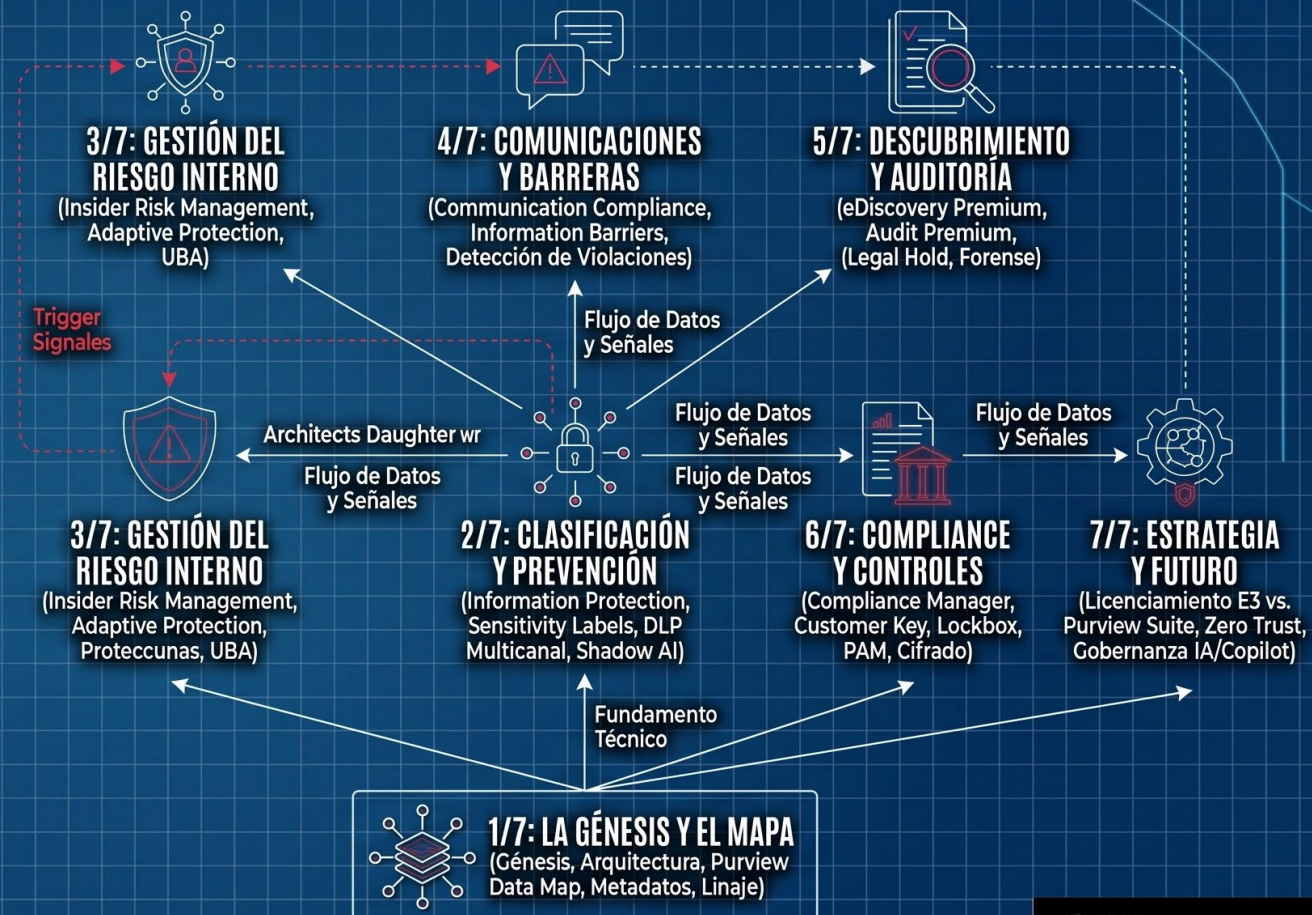 3/7: GESTIÓN DEL
RIESGO INTERNO
(Insider Risk Management,
Adaptive Protection,
UBA)
4/7: COMUNICACIONES
Y BARRERAS
(Communication Compliance,
Information Barriers,
Detección de Violaciones)
5/7: DESCUBRIMIENTO
Y AUDITORÍA
(eDiscovery Premium,
Audit Premium,
(Legal Hold, Forense)
Trigger
Signales
Flujo de Datos
y Señales
Architects Daughter wr
Flujo de Datos
y Señales
Flujo de Datos
y Señales
Flujo de Datos
y Señales
Flujo de Datos
y Señales
3/7: GESTIÓN DEL
RIESGO INTERNO
(Insider Risk Management,
Adaptive Protection,
Proteccunas, UBA)
2/7: CLASIFICACIÓN
Y PREVENCIÓN
(Information Protection,
Sensitivity Labels, DLP
Multicanal, Shadow AI)
6/7: COMPLIANCE
Y CONTROLES
(Compliance Manager,
Customer Key, Lockbox,
PAM, Cifrado)
7/7: ESTRATEGIA
Y FUTURO
(Licenciamiento E3 vs.
Purview Suite, Zero Trust,
Gobernanza IA/Copilot)
Fundamento
Técnico
1/7: LA GÉNESIS Y EL MAPA
(Génesis, Arquitectura, Purview
Data Map, Metadatos, Linaje)